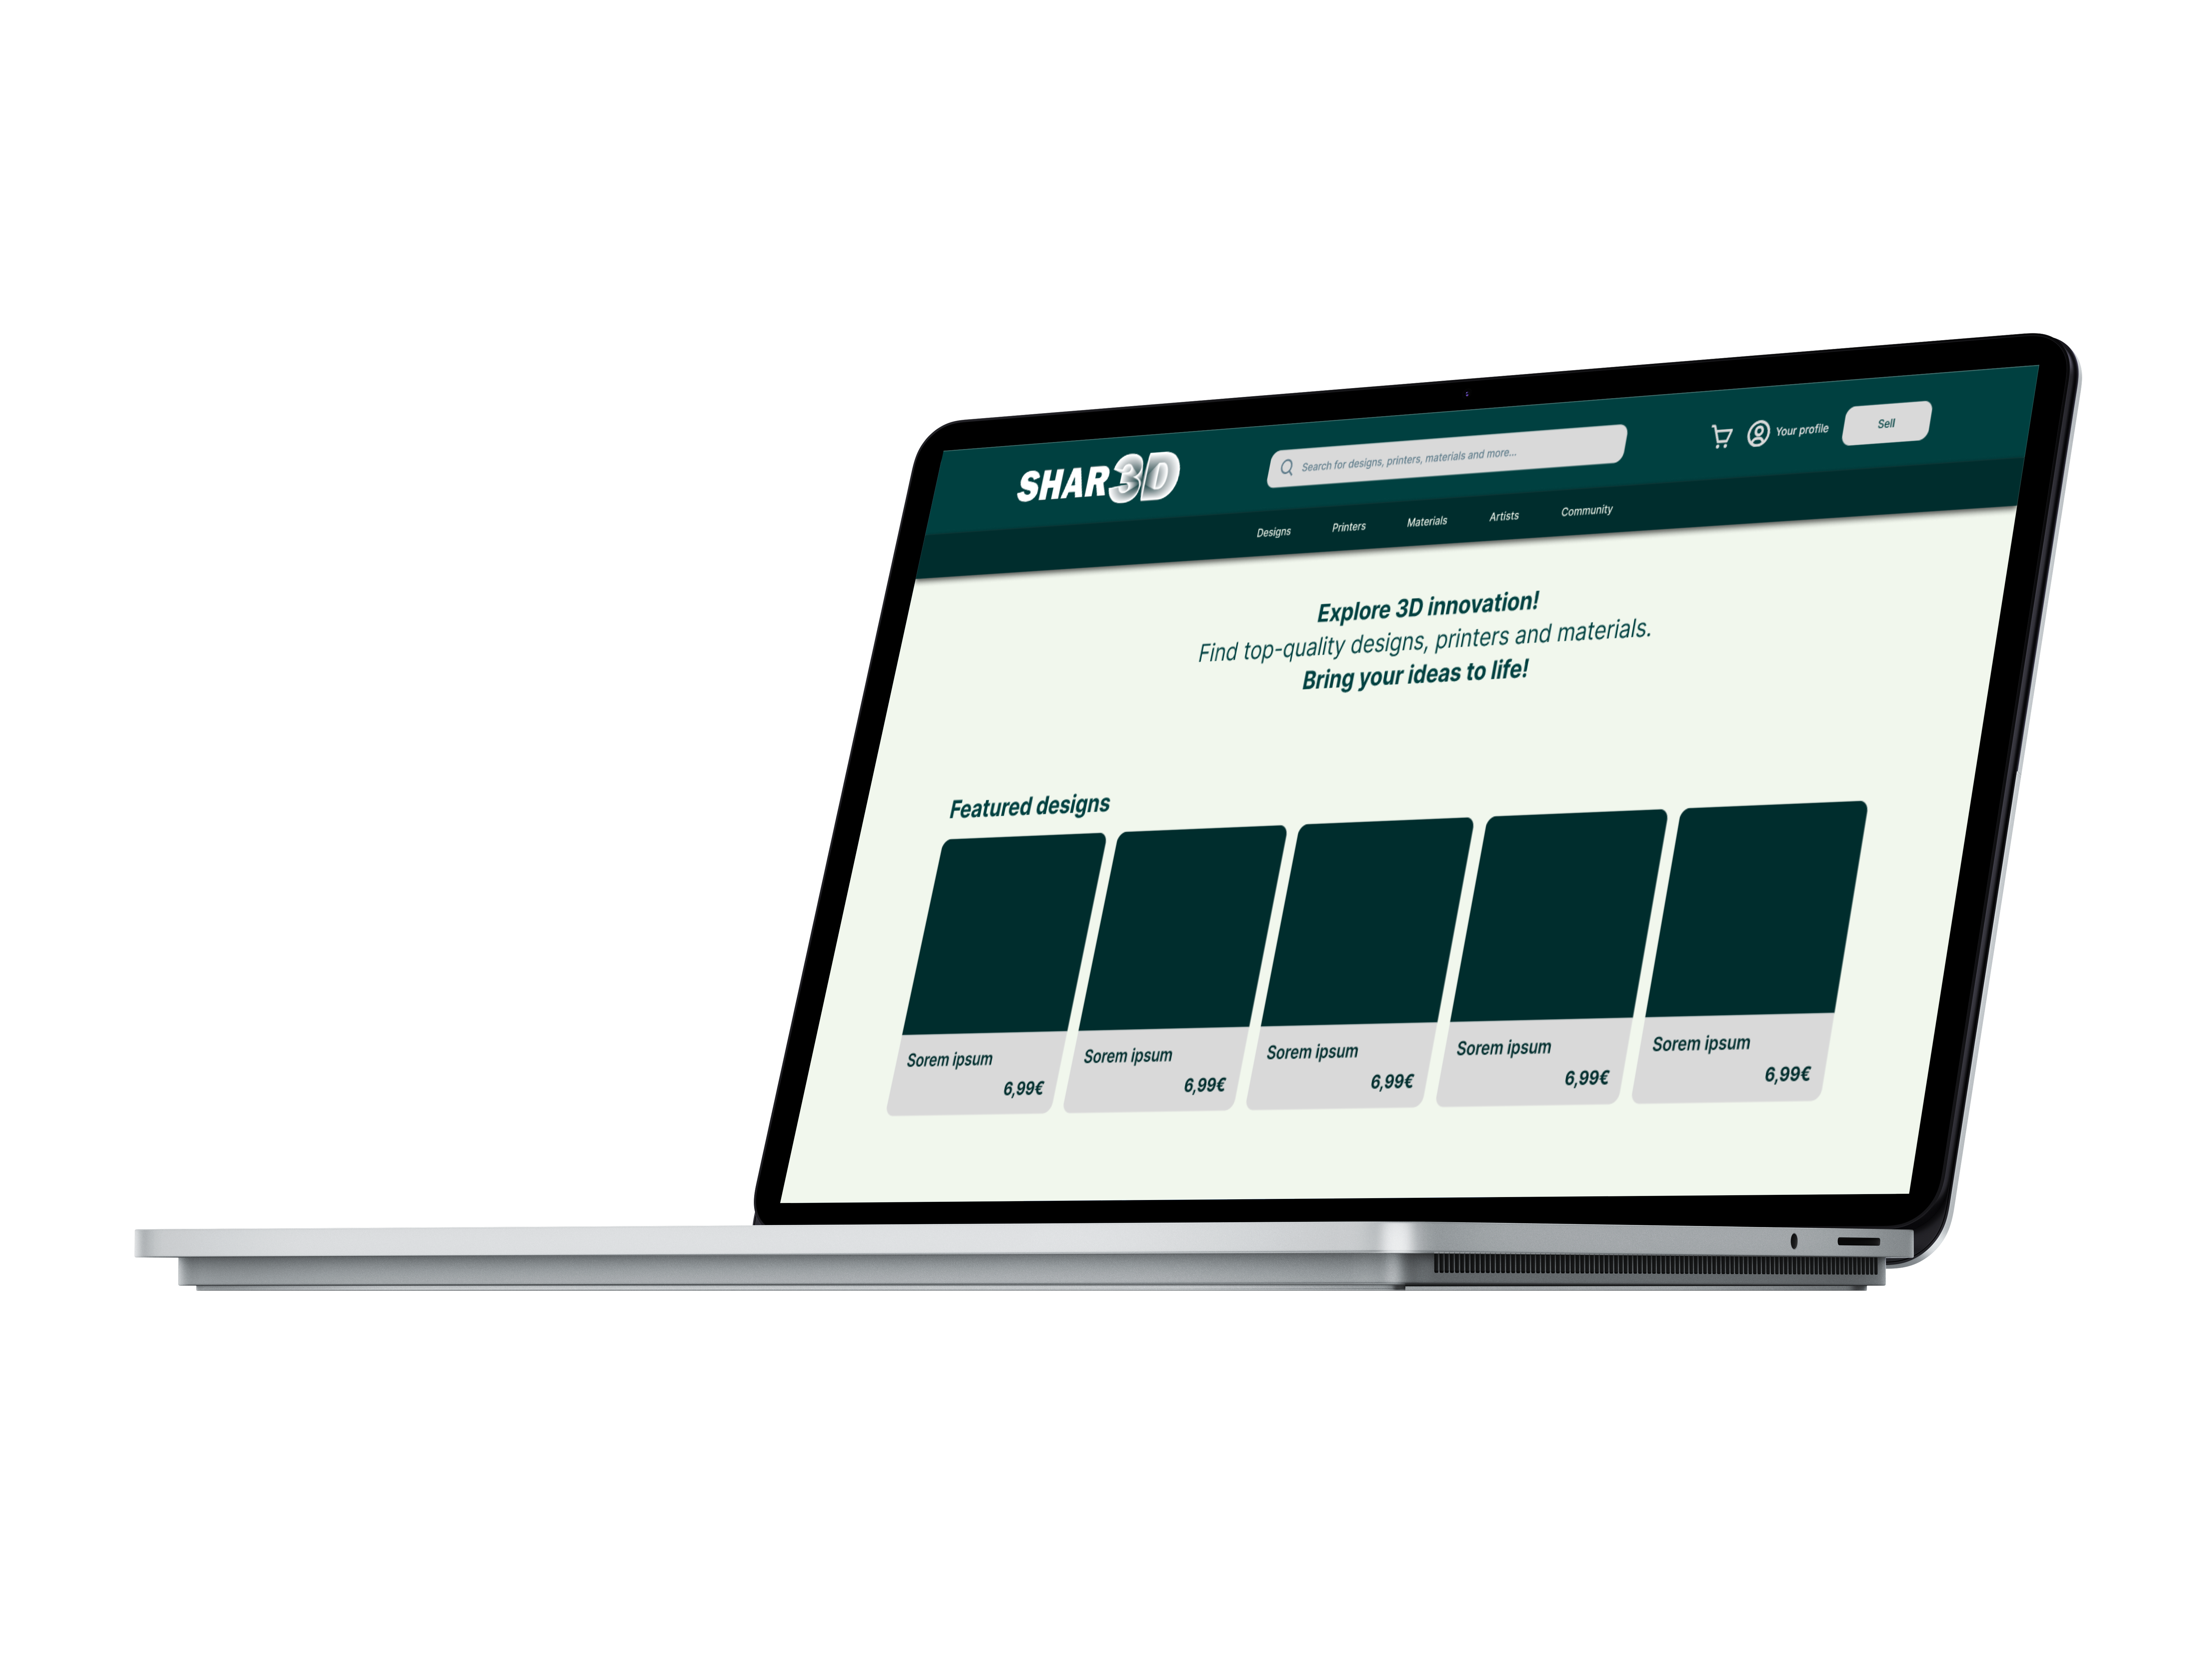 SHAR3D
Search for designs, printers, materials and more...
Your profile
Sell
Designs
Printers
Materials
Artists
Community
Explore 3D innovation!
Find top-quality designs, printers and materials.
Bring your ideas to life!
Featured designs
Sorem ipsum
6,99€
Sorem ipsum
6,99€
Sorem ipsum
6,99€
Sorem ipsum
6,99€
Sorem ipsum
6,99€